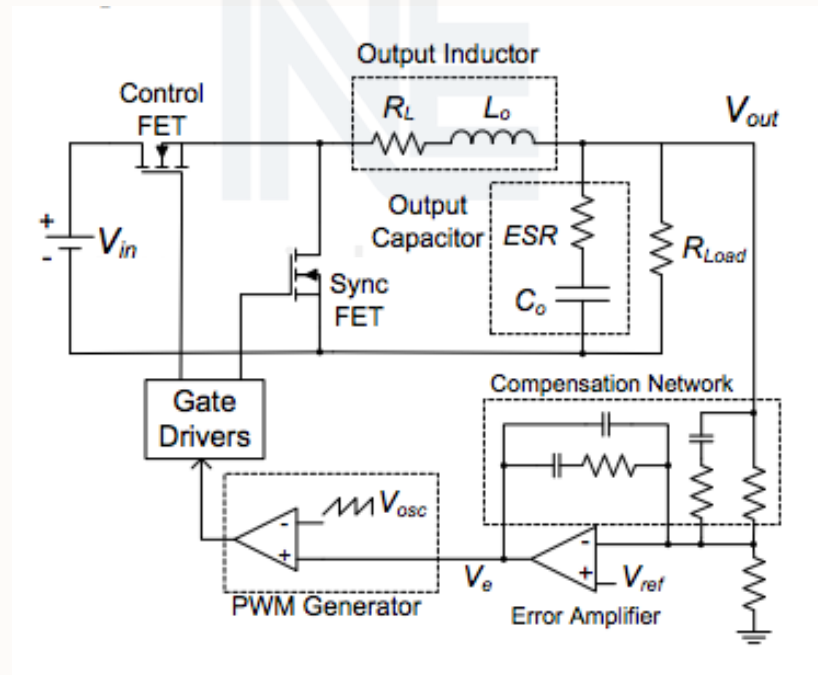 Output Inductor
Control
FET
R_L
L_o
V_out
Output
Capacitor
ESR
+
V_in
-
R_Load
Sync
FET
C_o
Compensation Network
Gate
Drivers
-
V_osc
+
-
+
V_e
V_ref
PWM Generator
Error Amplifier